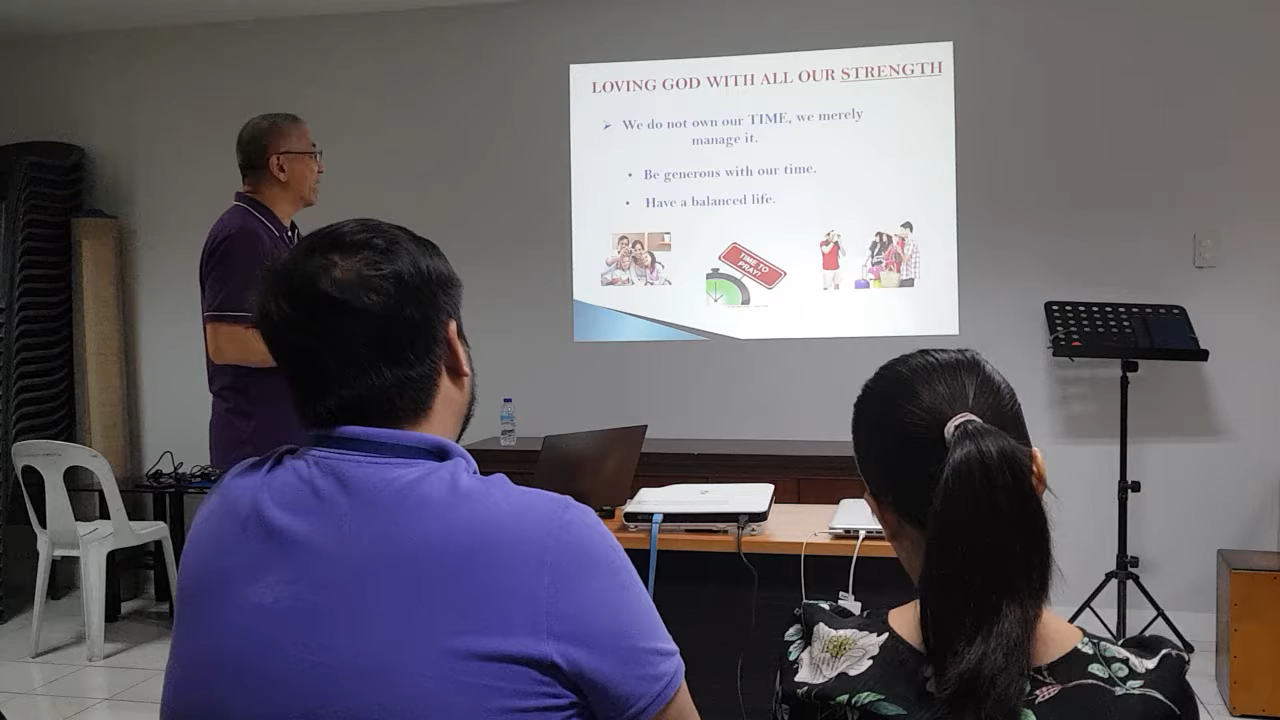 LOVING GOD WITH ALL OUR STRENGTH
➢ We do not own our TIME, we merely
manage it.
• Be generous with our time.
• Have a balanced life.
TIME TO
PRAY!